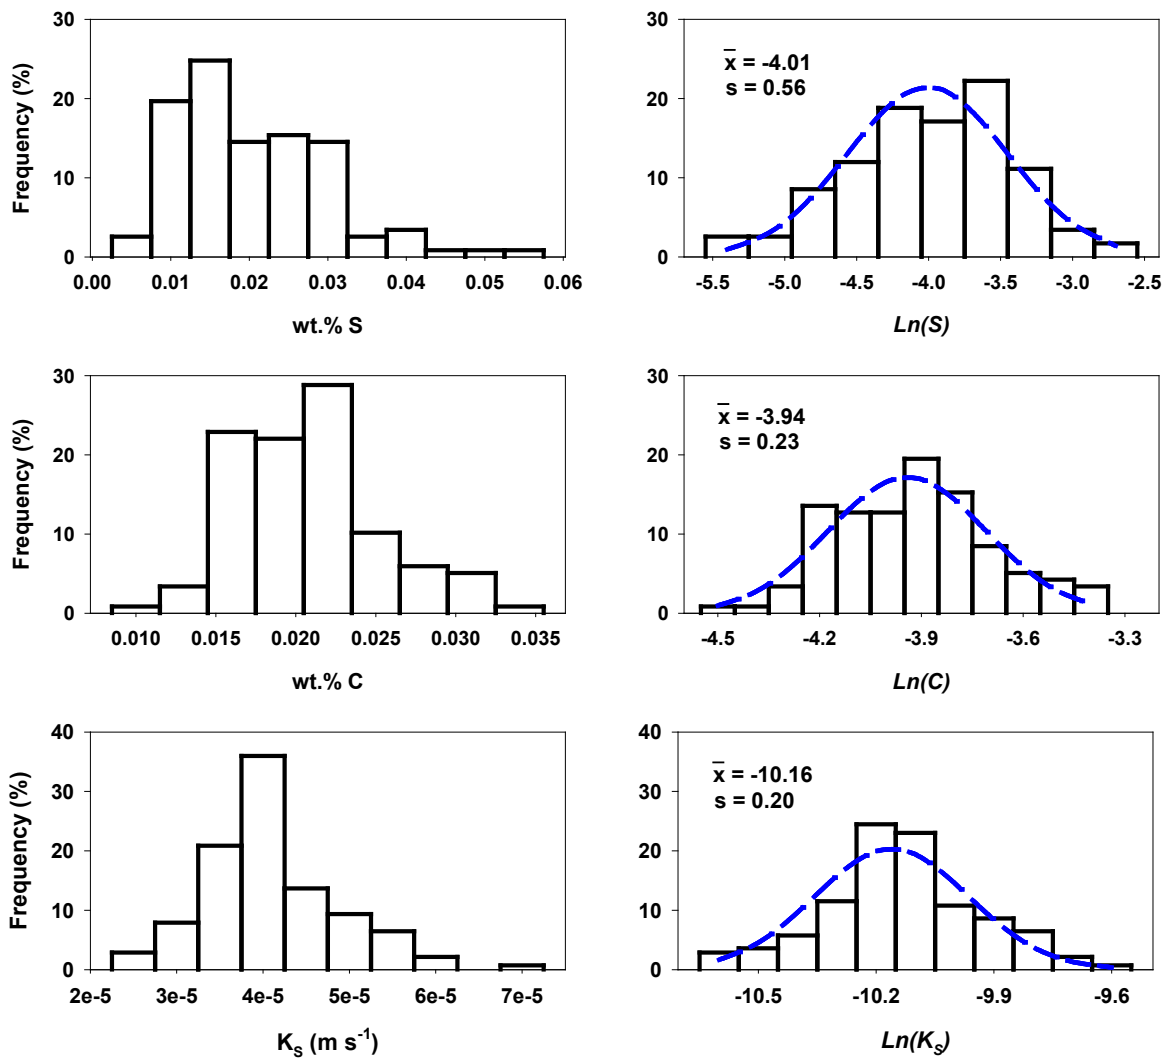 30
20
10
0
Frequency (%)
0.00 0.01 0.02 0.03 0.04 0.05 0.06
wt.% S
30
20
10
0
x̄ = -4.01
s = 0.56
-5.5 -5.0 -4.5 -4.0 -3.5 -3.0 -2.5
Ln(S)
30
20
10
0
Frequency (%)
0.010 0.015 0.020 0.025 0.030 0.035
wt.% C
30
20
10
0
x̄ = -3.94
s = 0.23
-4.5 -4.2 -3.9 -3.6 -3.3
Ln(C)
40
30
20
10
0
Frequency (%)
2e-5 3e-5 4e-5 5e-5 6e-5 7e-5
K_S (m s⁻¹)
40
30
20
10
0
x̄ = -10.16
s = 0.20
-10.5 -10.2 -9.9 -9.6
Ln(K_S)